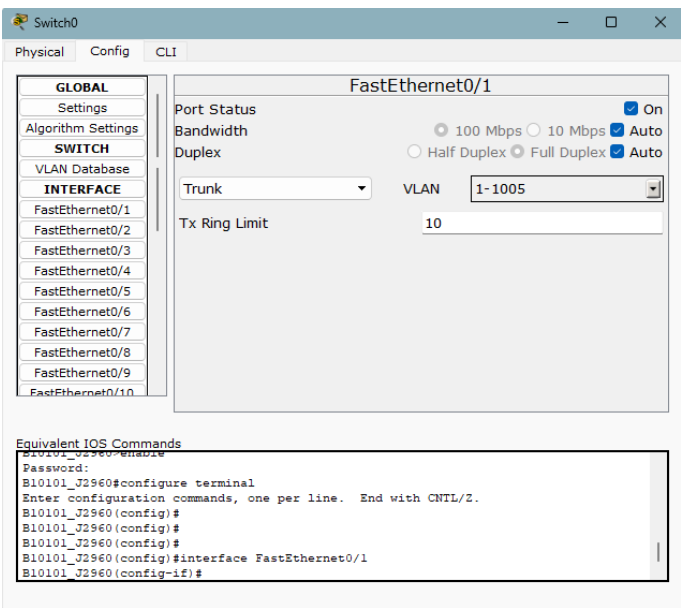 Switch0
Physical Config CLI
GLOBAL
Settings
Algorithm Settings
SWITCH
VLAN Database
INTERFACE
FastEthernet0/1
FastEthernet0/2
FastEthernet0/3
FastEthernet0/4
FastEthernet0/5
FastEthernet0/6
FastEthernet0/7
FastEthernet0/8
FastEthernet0/9
FastEthernet0/10
FastEthernet0/1
Port Status On
Bandwidth 100 Mbps 10 Mbps Auto
Duplex Half Duplex Full Duplex Auto
Trunk VLAN 1-1005
Tx Ring Limit 10
Equivalent IOS Commands
B10101_J2960>enable
Password:
B10101_J2960#configure terminal
Enter configuration commands, one per line. End with CNTL/Z.
B10101_J2960(config)#
B10101_J2960(config)#
B10101_J2960(config)#interface FastEthernet0/1
B10101_J2960(config-if)#